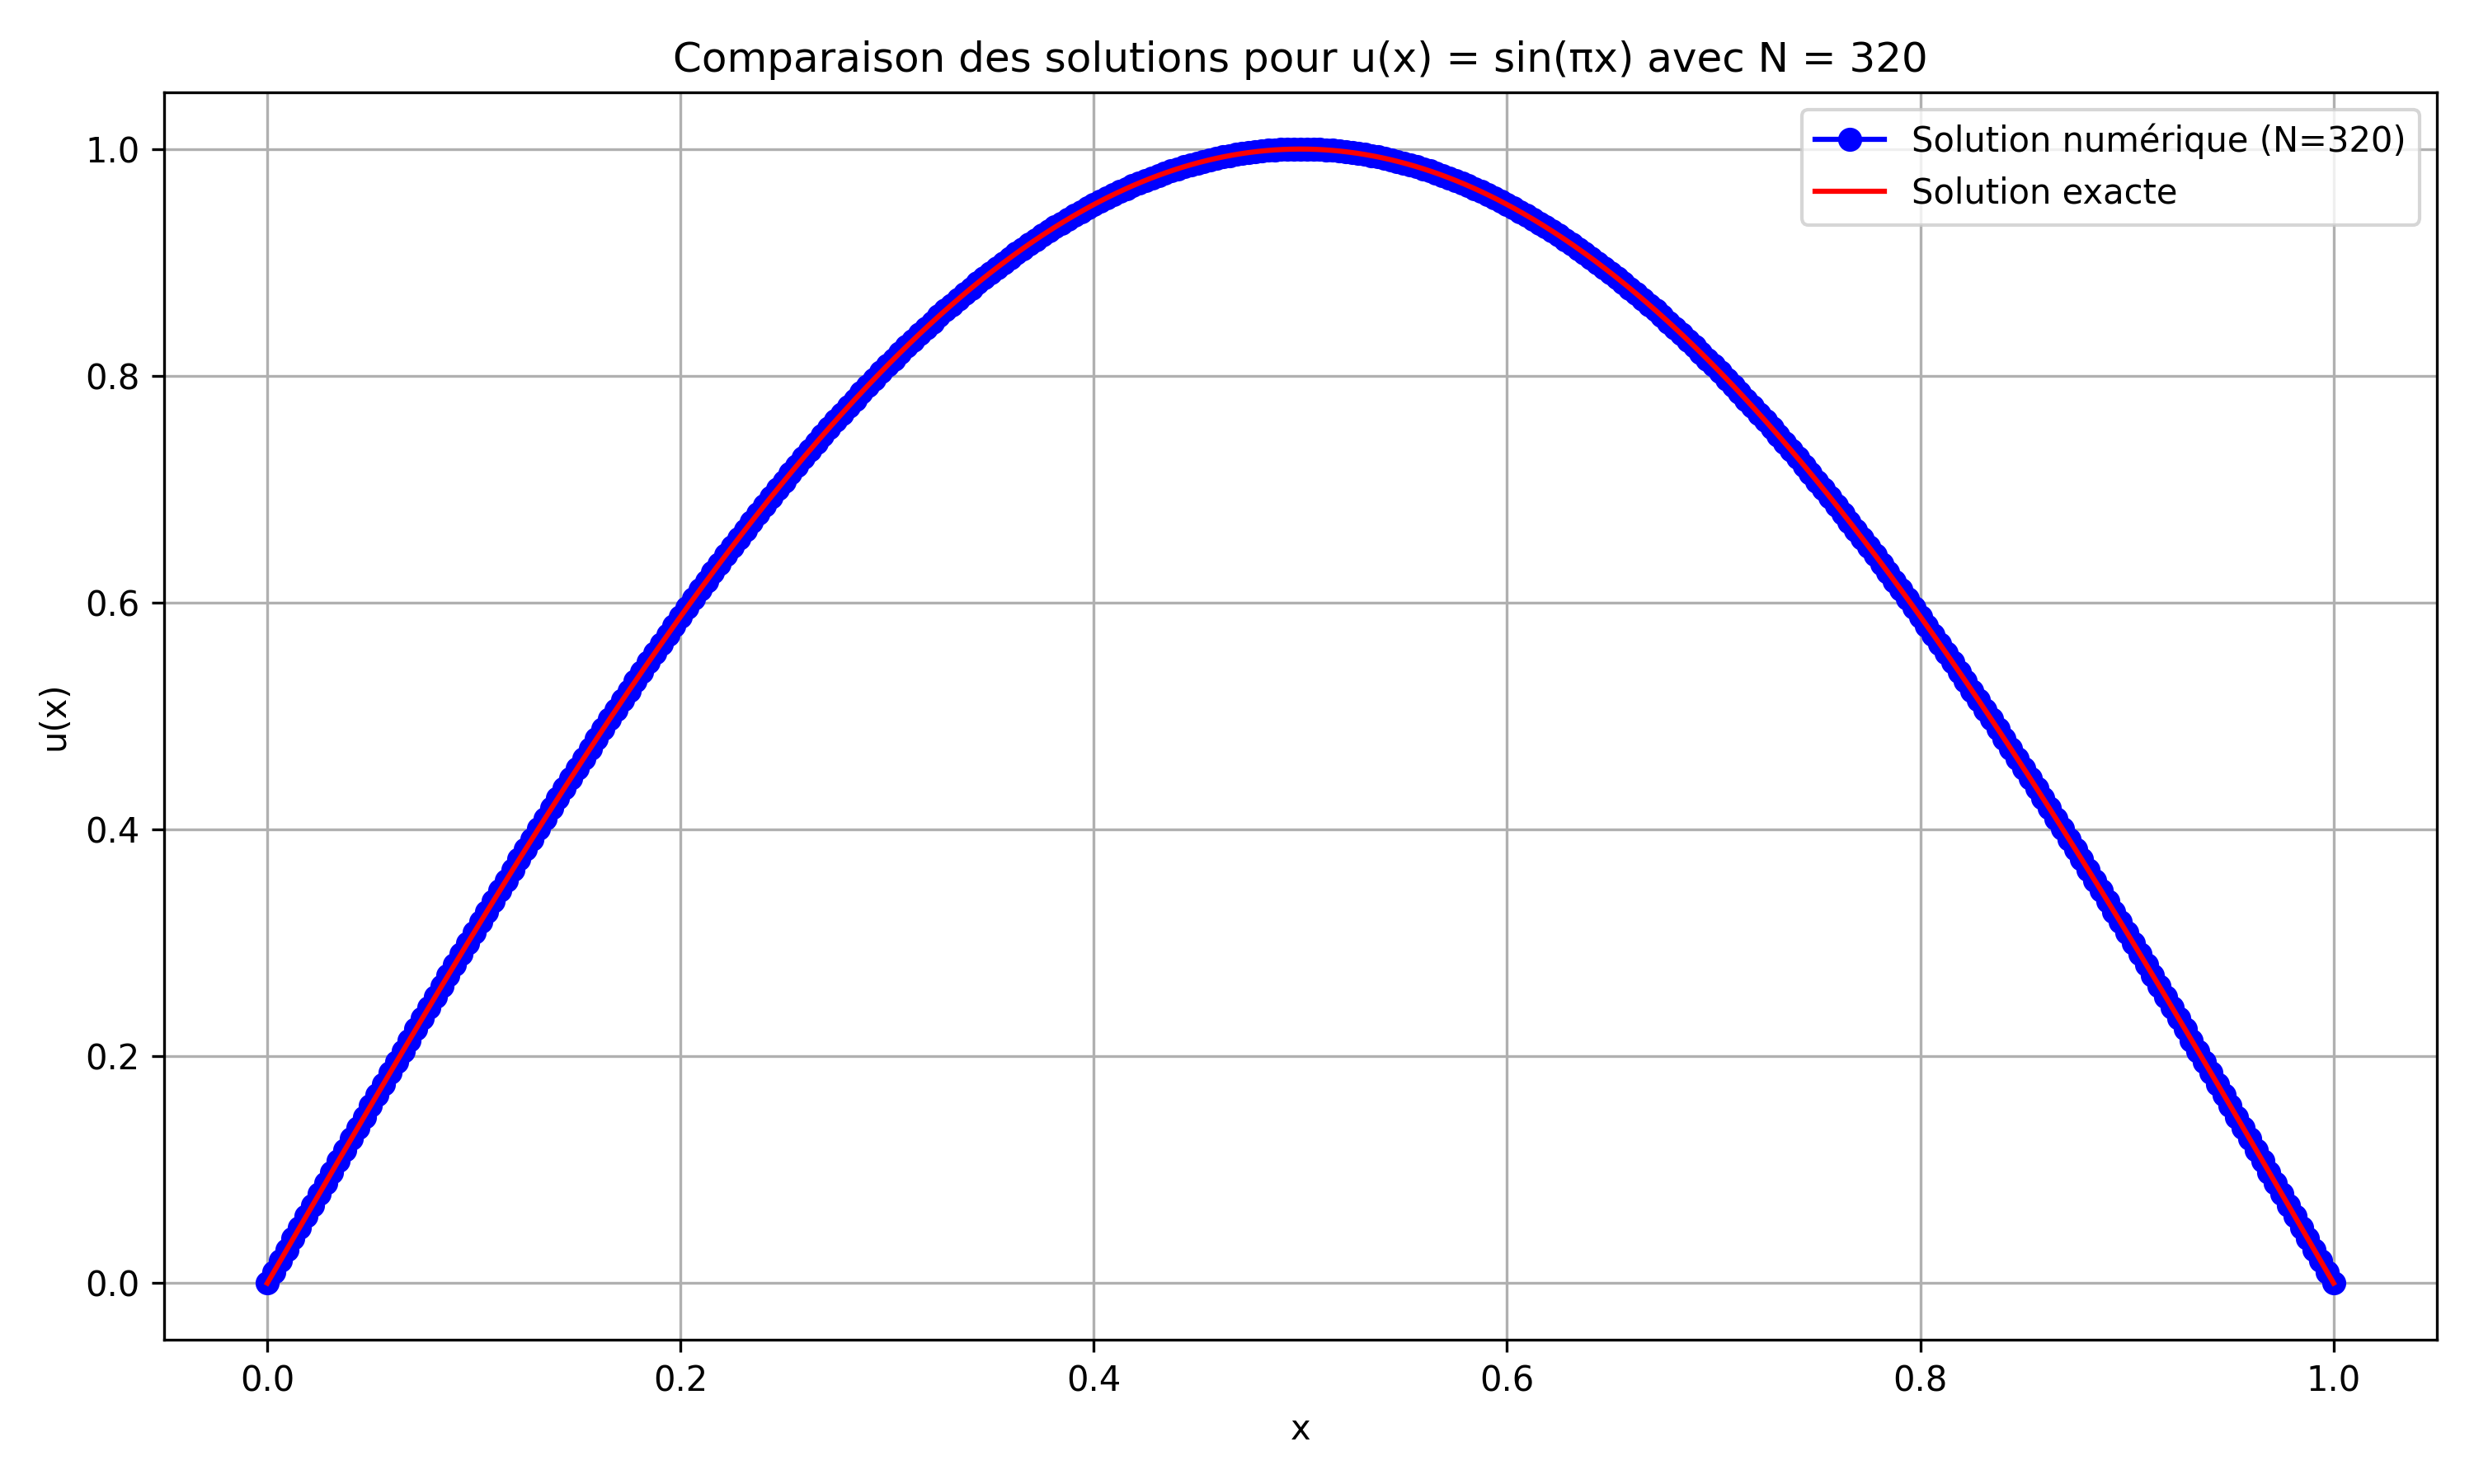 Comparaison des solutions pour u(x) = sin(πx) avec N = 320
Solution numérique (N=320)
Solution exacte
1.0
0.8
0.6
0.4
0.2
0.0
u(x)
0.0 0.2 0.4 0.6 0.8 1.0
x